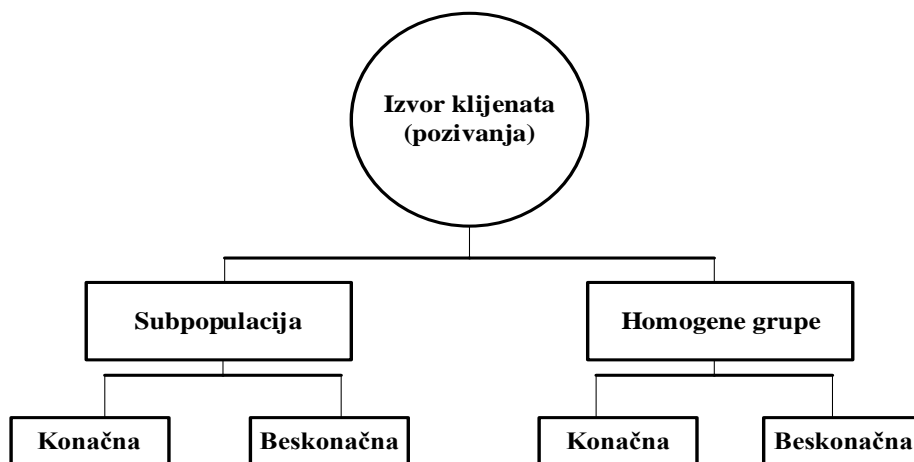 Izvor klijenata
(pozivanja)
Subpopulacija
Homogene grupe
Konačna
Beskonačna
Konačna
Beskonačna